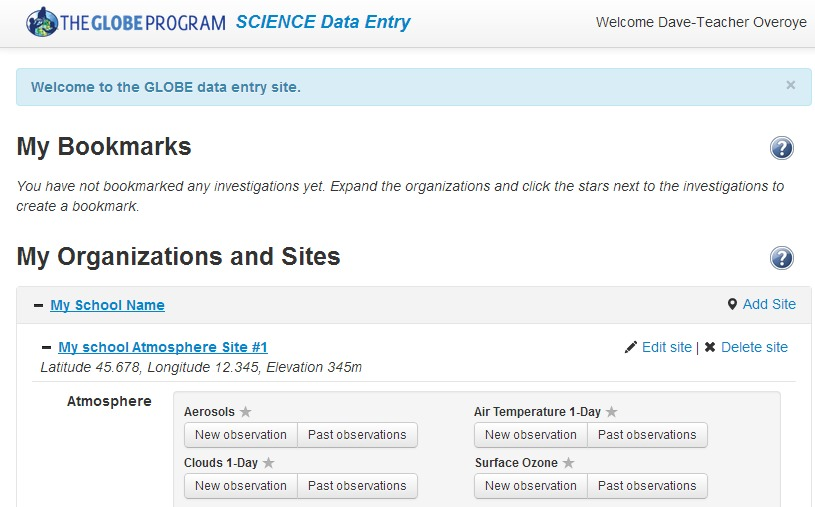 THE GLOBE PROGRAM SCIENCE Data Entry Welcome Dave-Teacher Overoye
Welcome to the GLOBE data entry site. ×
My Bookmarks ?
You have not bookmarked any investigations yet. Expand the organizations and click the stars next to the investigations to
create a bookmark.
My Organizations and Sites ?
My School Name Add Site
My school Atmosphere Site #1 Edit site | Delete site
Latitude 45.678, Longitude 12.345, Elevation 345m
Atmosphere
Aerosols Air Temperature 1-Day
New observation Past observations New observation Past observations
Clouds 1-Day Surface Ozone
New observation Past observations New observation Past observations